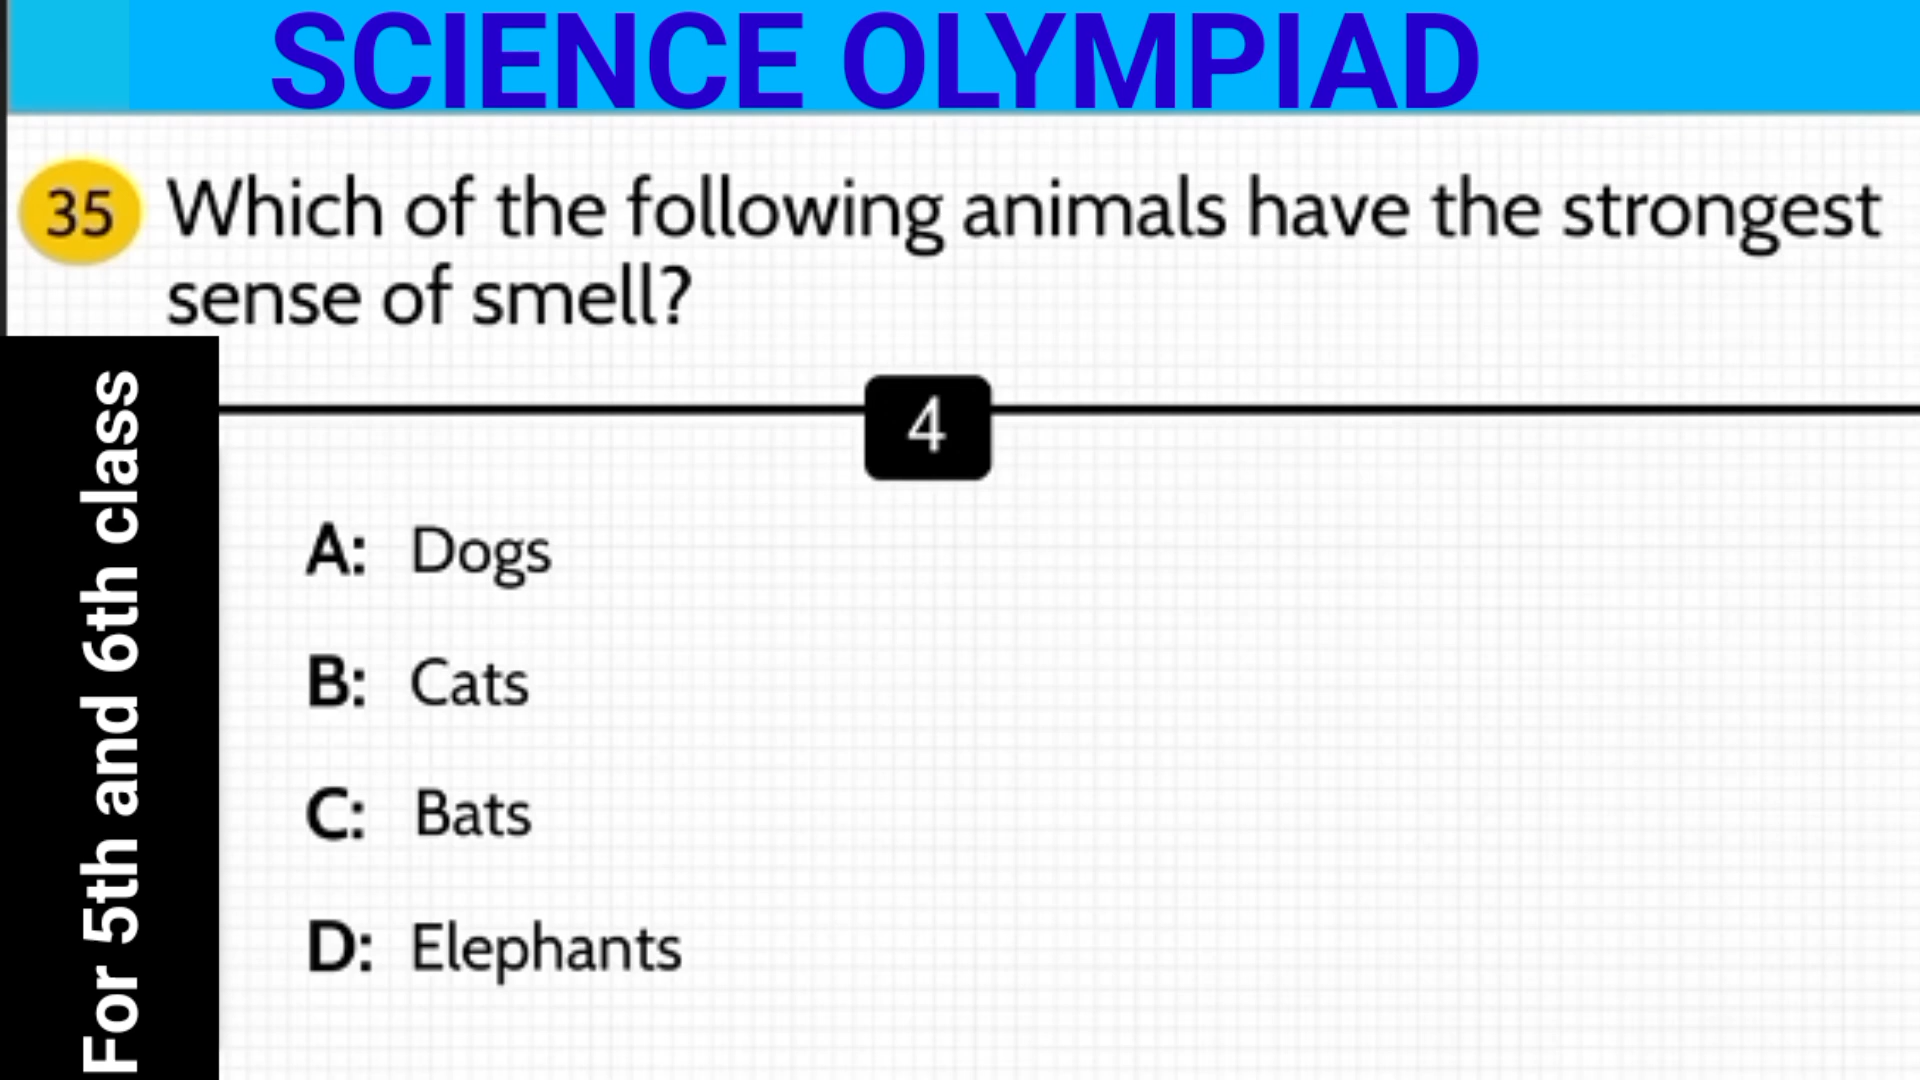 SCIENCE OLYMPIAD
35 Which of the following animals have the strongest
sense of smell?
For 5th and 6th class
4
A: Dogs
B: Cats
C: Bats
D: Elephants